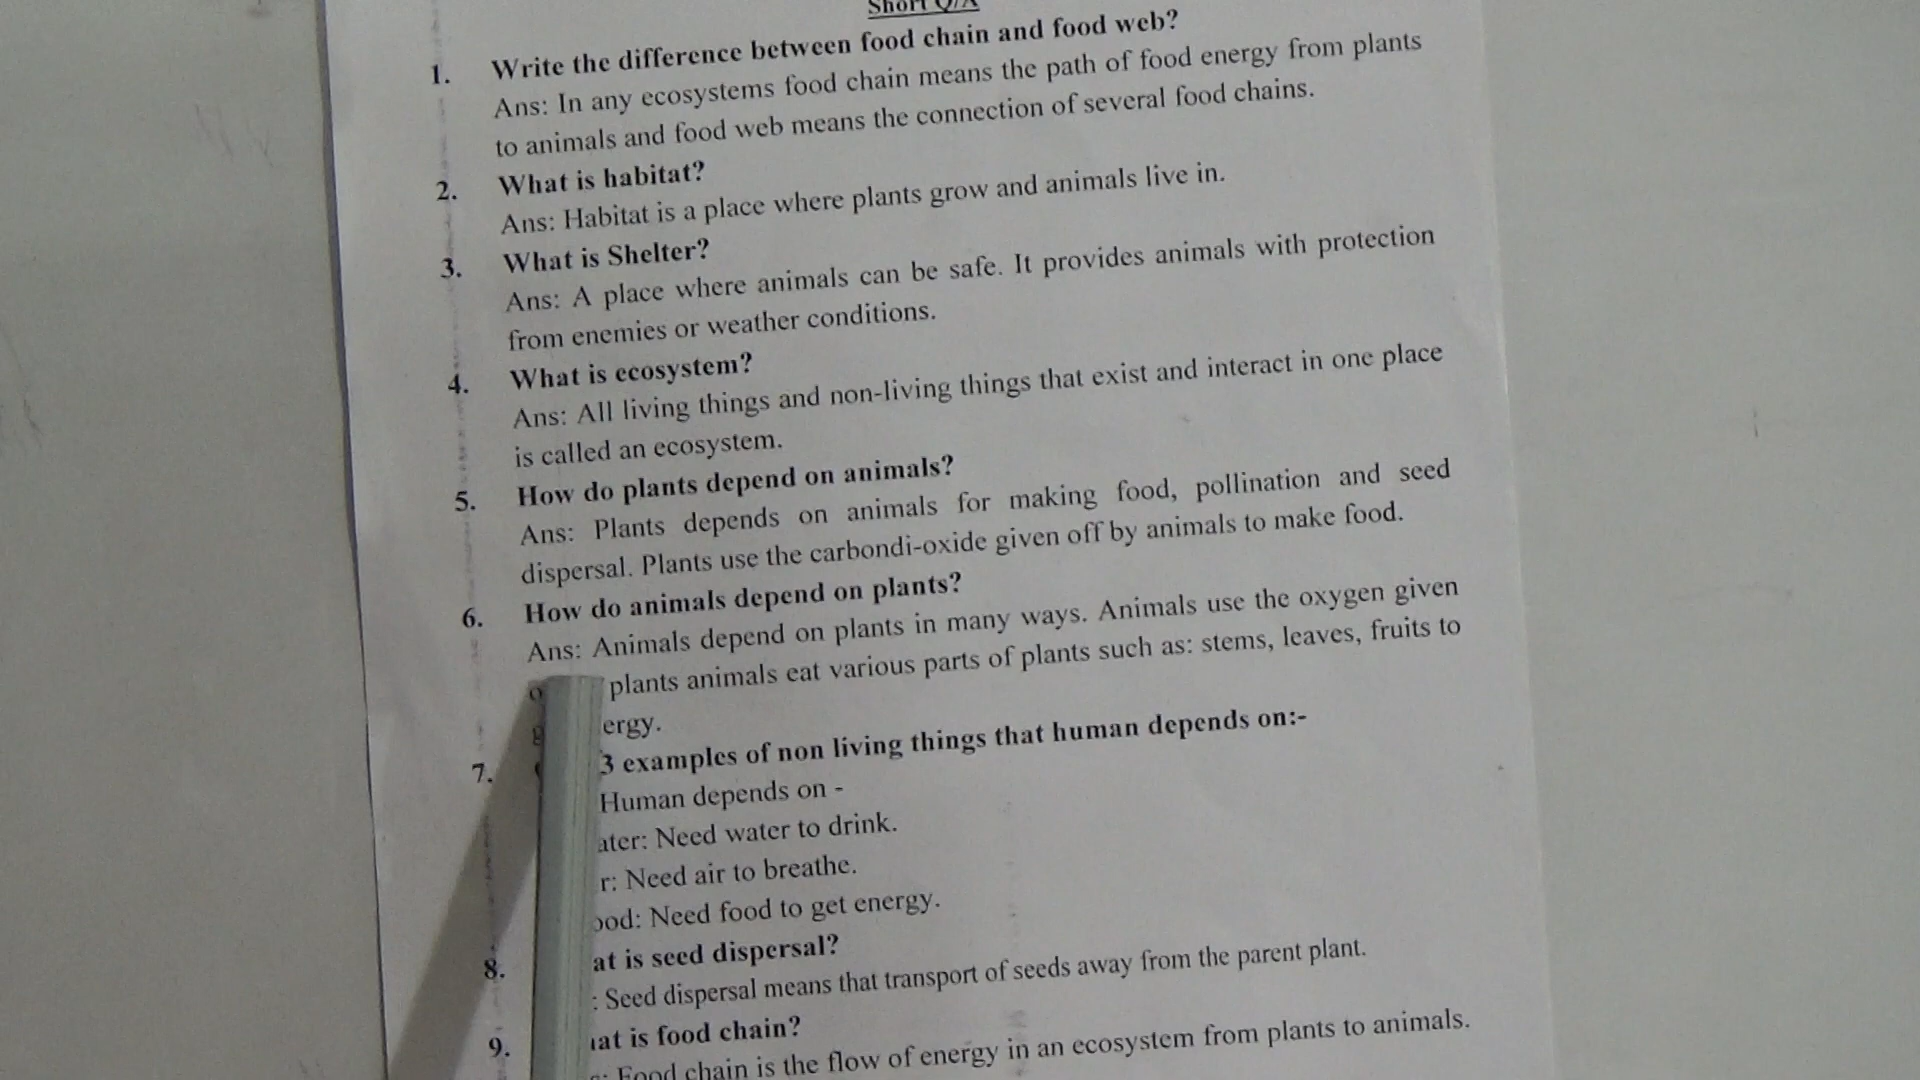 Short Q/A
1. Write the difference between food chain and food web?
Ans: In any ecosystems food chain means the path of food energy from plants
to animals and food web means the connection of several food chains.
2. What is habitat?
Ans: Habitat is a place where plants grow and animals live in.
3. What is Shelter?
Ans: A place where animals can be safe. It provides animals with protection
from enemies or weather conditions.
4. What is ecosystem?
Ans: All living things and non-living things that exist and interact in one place
is called an ecosystem.
5. How do plants depend on animals?
Ans: Plants depends on animals for making food, pollination and seed
dispersal. Plants use the carbondi-oxide given off by animals to make food.
6. How do animals depend on plants?
Ans: Animals depend on plants in many ways. Animals use the oxygen given
plants animals eat various parts of plants such as: stems, leaves, fruits to
ergy.
7. 3 examples of non living things that human depends on:-
Human depends on -
ater: Need water to drink.
r: Need air to breathe.
ood: Need food to get energy.
8. at is seed dispersal?
: Seed dispersal means that transport of seeds away from the parent plant.
9. at is food chain?
: Food chain is the flow of energy in an ecosystem from plants to animals.